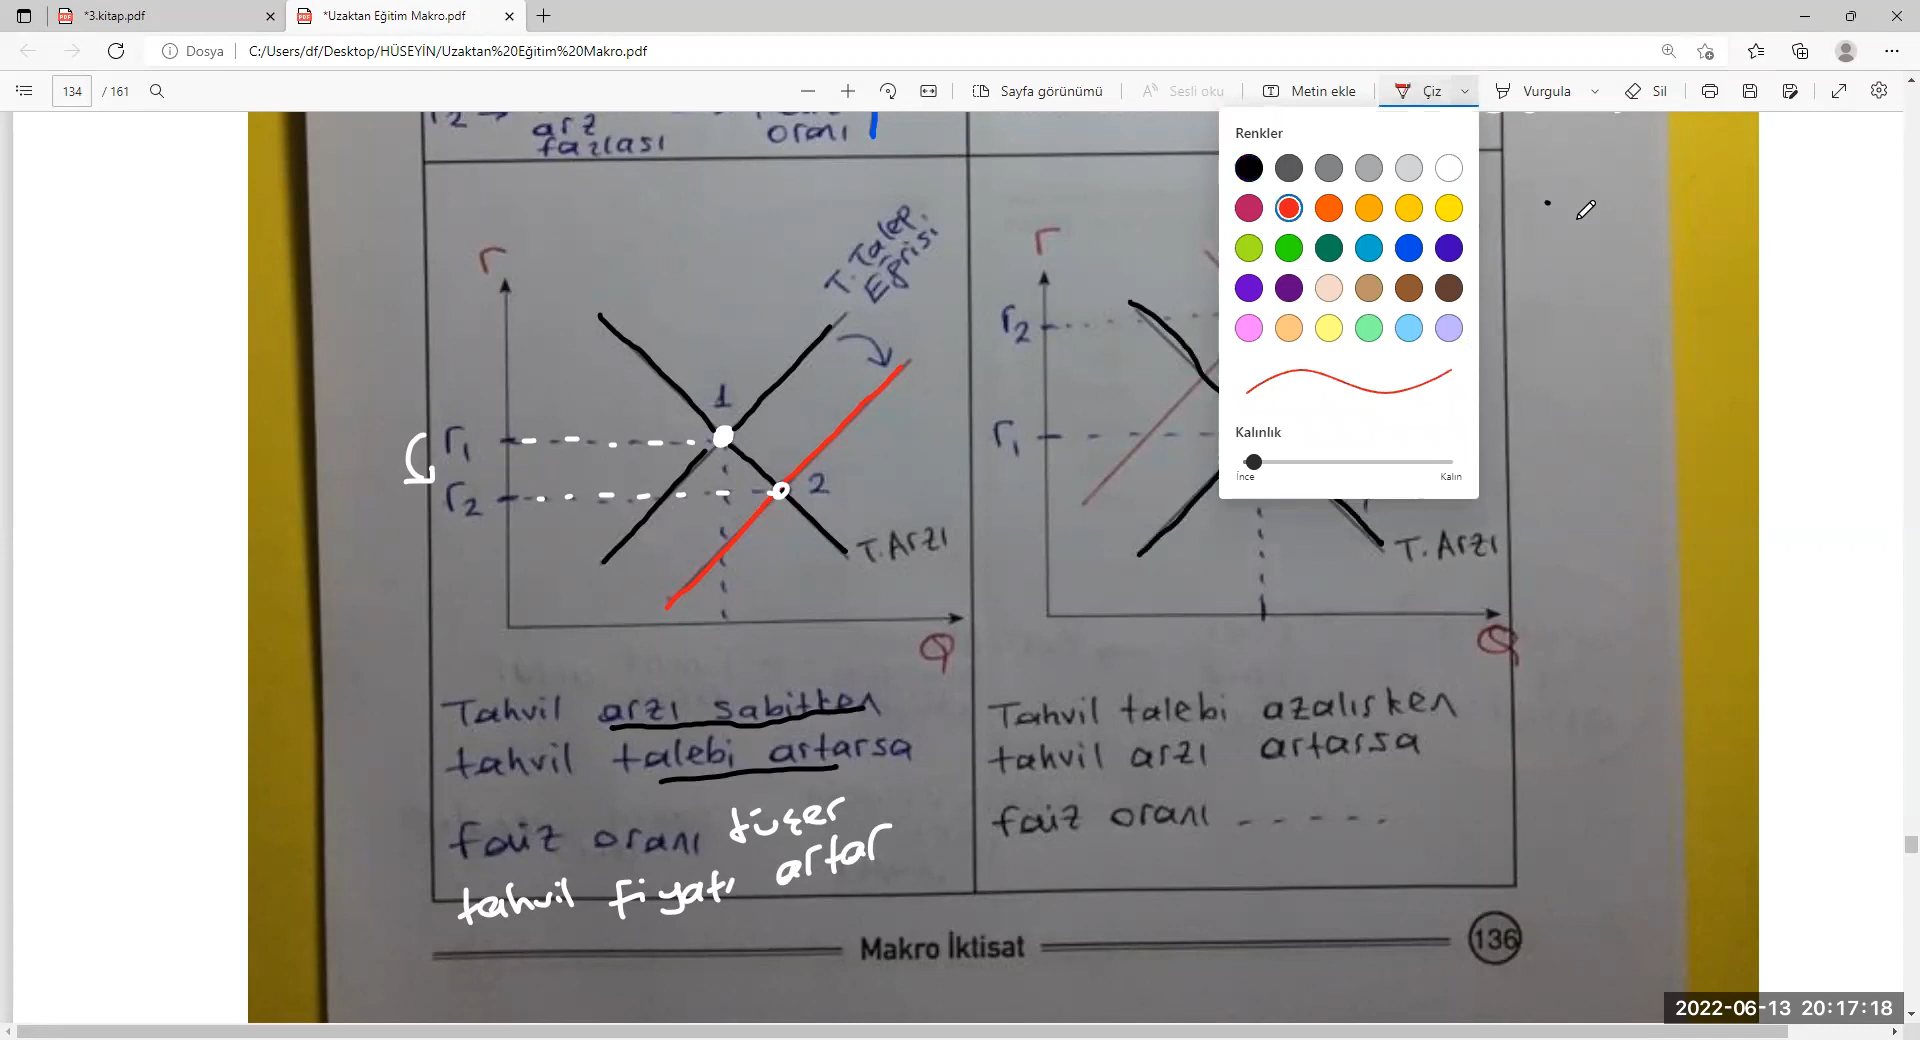 *3.kitap.pdf
*Uzaktan Eğitim Makro.pdf
Dosya
C:/Users/df/Desktop/HÜSEYİN/Uzaktan%20Eğitim%20Makro.pdf
134 / 161
Sayfa görünümü
Sesli oku
Metin ekle
Çiz
Vurgula
Sil
Renkler
Kalınlık
İnce
Kalın
r2 → arz oranı
fazlası
r
T. Talep
Eğrisi
1
r1
r2
2
T. Arzı
Q
r
r2
r1
T. Arzı
Q
Tahvil arzı sabitken
tahvil talebi artarsa
faiz oranı düşer
tahvil fiyatı artar
Tahvil talebi azalırken
tahvil arzı artarsa
faiz oranı - - - - -
Makro İktisat
136
2022-06-13 20:17:18